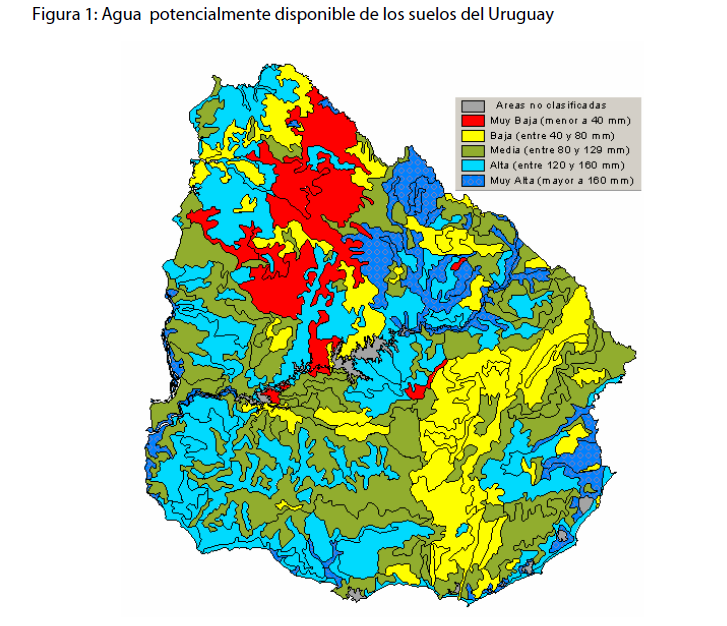 Figura 1: Agua potencialmente disponible de los suelos del Uruguay
Areas no clasificadas
Muy Baja (menor a 40 mm)
Baja (entre 40 y 80 mm)
Media (entre 80 y 129 mm)
Alta (entre 120 y 160 mm)
Muy Alta (mayor a 160 mm)